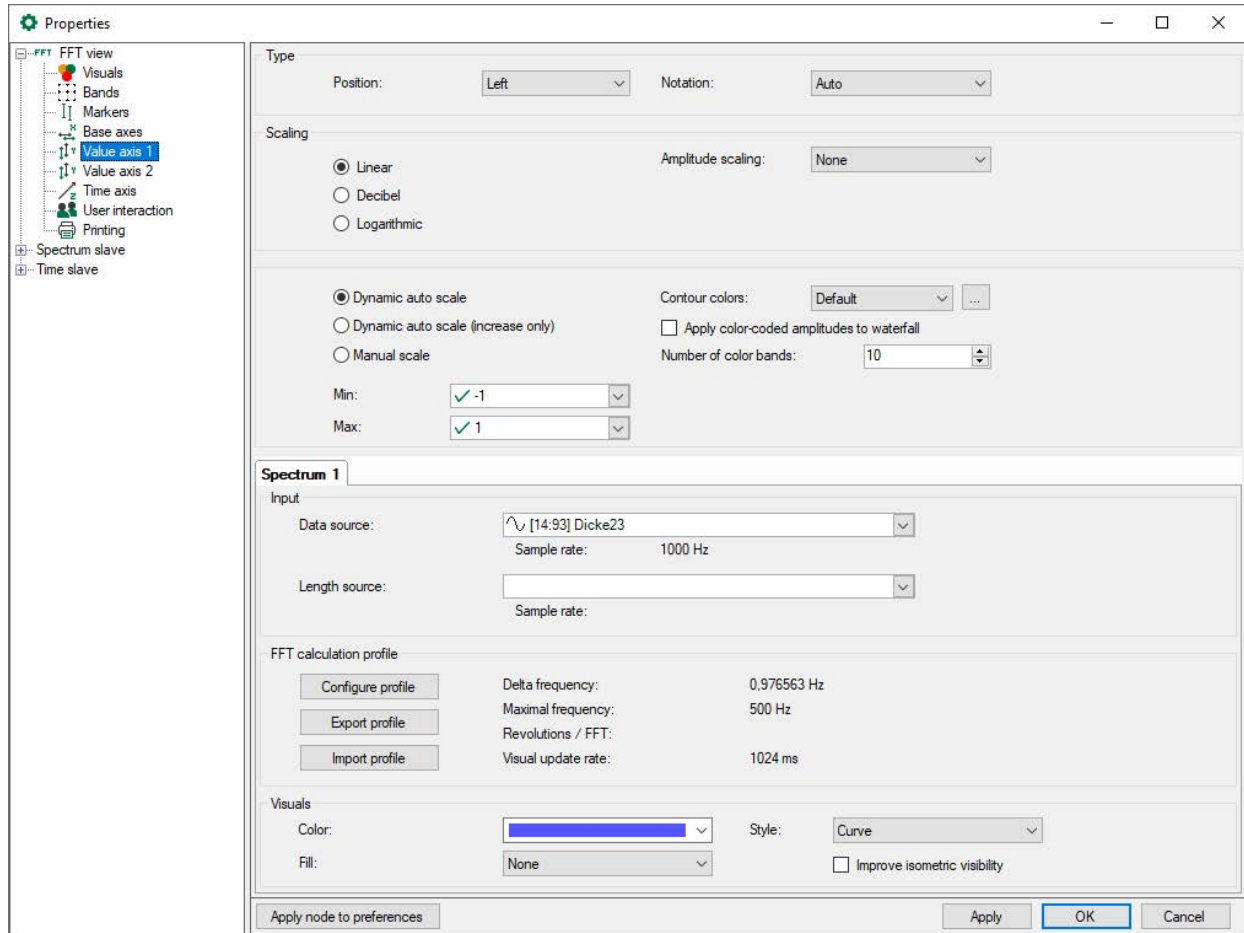 Properties
FFT FFT view
Visuals
Bands
Markers
X Base axes
Y Value axis 1
Y Value axis 2
Z Time axis
User interaction
Printing
Spectrum slave
Time slave
Type
Position: Left Notation: Auto
Scaling
Linear Amplitude scaling: None
Decibel
Logarithmic
Dynamic auto scale Contour colors: Default ...
Dynamic auto scale (increase only) Apply color-coded amplitudes to waterfall
Manual scale Number of color bands: 10
Min: -1
Max: 1
Spectrum 1
Input
Data source: [14:93] Dicke23
Sample rate: 1000 Hz
Length source:
Sample rate:
FFT calculation profile
Configure profile Delta frequency: 0,976563 Hz
Maximal frequency: 500 Hz
Export profile
Revolutions / FFT:
Import profile Visual update rate: 1024 ms
Visuals
Color: Style: Curve
Fill: None Improve isometric visibility
Apply node to preferences Apply OK Cancel